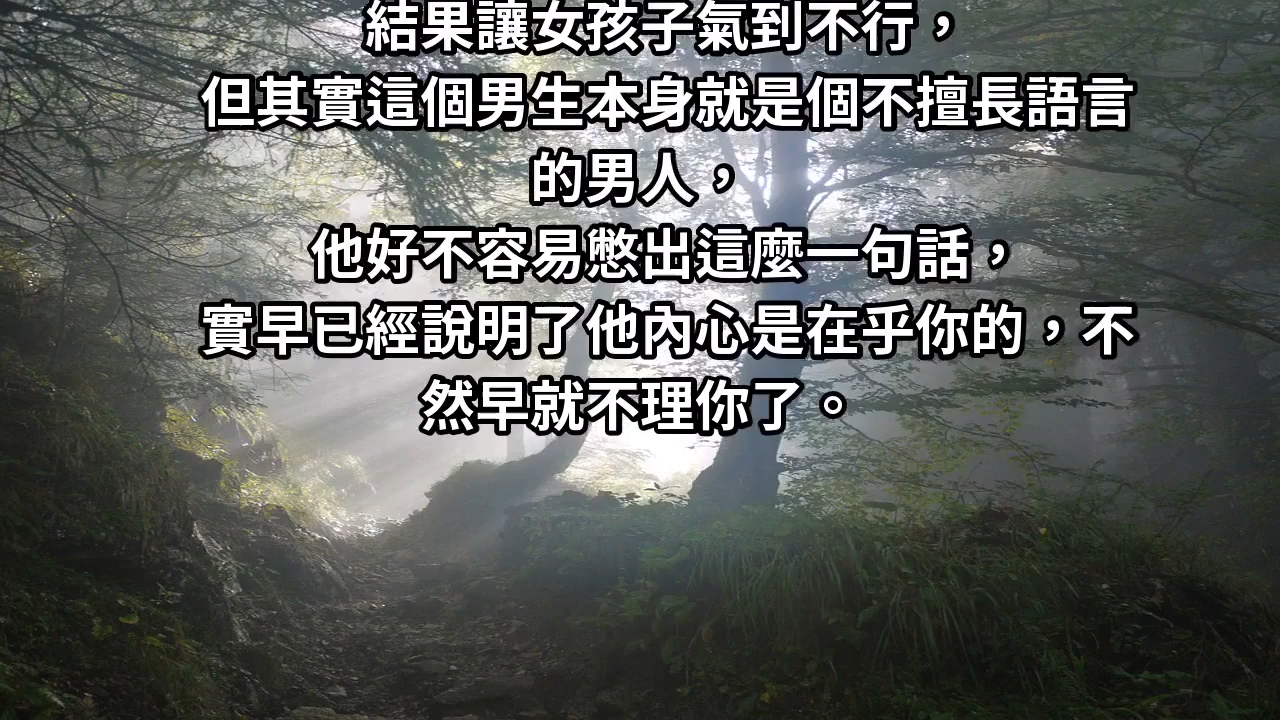 結果讓女孩子氣到不行，
但其實這個男生本身就是個不擅長語言
的男人，
他好不容易憋出這麼一句話，
實早已經說明了他內心是在乎你的，不
然早就不理你了。